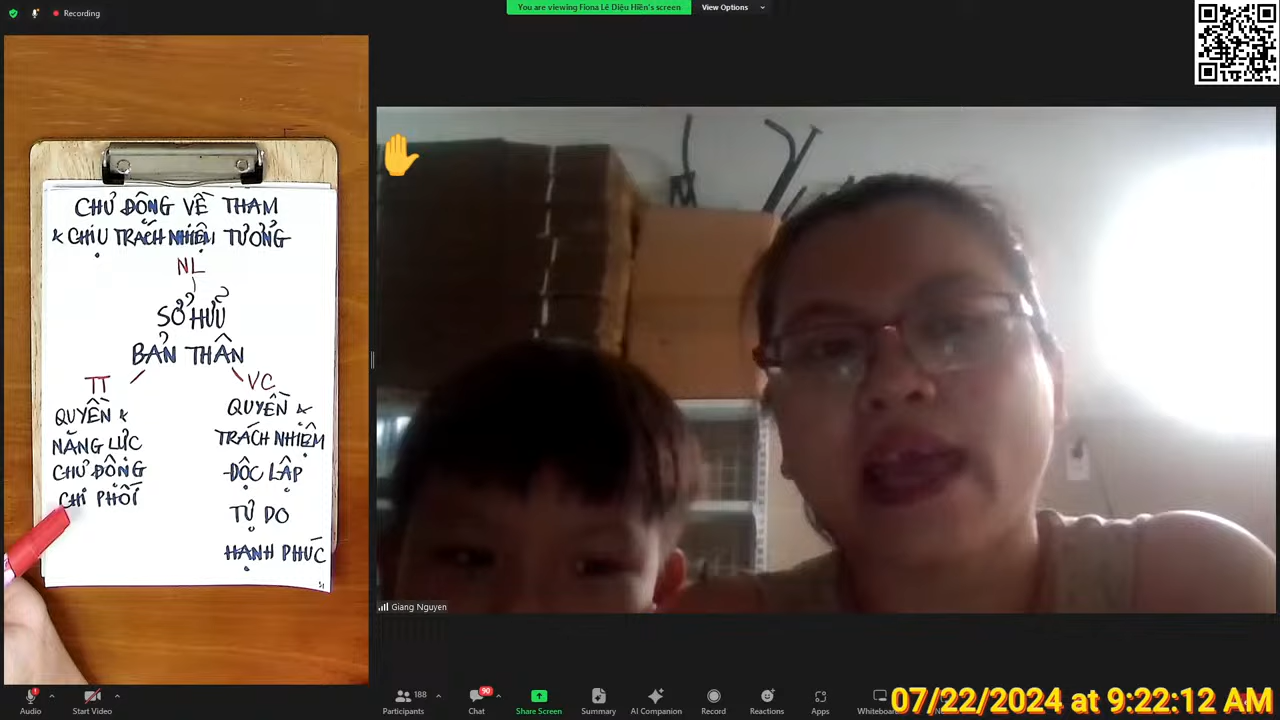 Recording
You are viewing Fiona Lê Diệu Hiền's screen
View Options
CHỦ ĐỘNG VỀ THAM
& CHỊU TRÁCH NHIỆM TƯỞNG
NL
SỞ HỮU
BẢN THÂN
TT
QUYỀN &
NĂNG LỰC
CHỦ ĐỘNG
CHI PHỐI
VC
QUYỀN &
TRÁCH NHIỆM
ĐỘC LẬP
TỰ DO
HẠNH PHÚC
Giang Nguyen
Audio
Start Video
Participants
188
Chat
90
Share Screen
Summary
AI Companion
Record
Reactions
Apps
Whiteboard
07/22/2024 at 9:22:12 AM